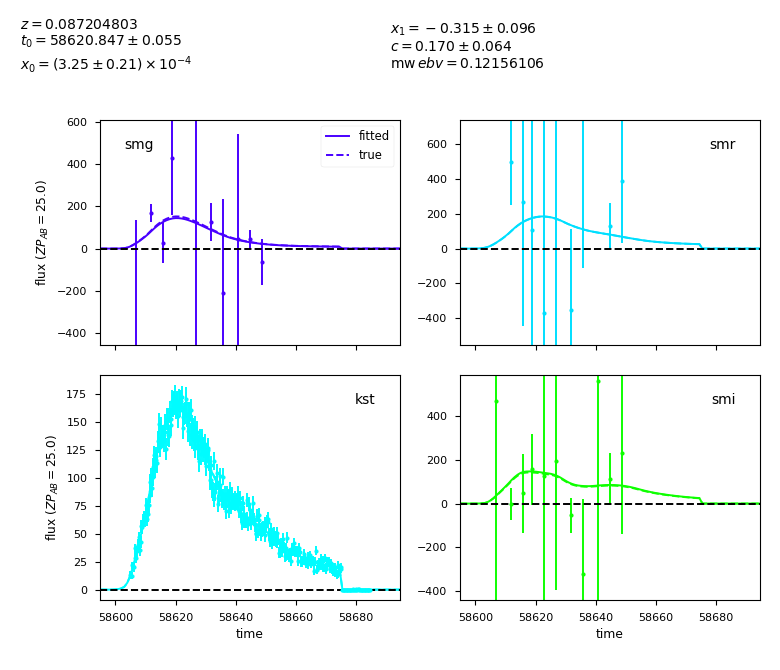 z = 0.087204803
t₀ = 58620.847 ± 0.055
x₀ = (3.25 ± 0.21) × 10⁻⁴
x₁ = −0.315 ± 0.096
c = 0.170 ± 0.064
mw ebv = 0.12156106
smg
fitted
true
600
400
200
0
−200
−400
flux (ZP_AB = 25.0)
smr
600
400
200
0
−200
−400
kst
175
150
125
100
75
50
25
0
flux (ZP_AB = 25.0)
58600 58620 58640 58660 58680
time
smi
400
200
0
−200
−400
58600 58620 58640 58660 58680
time